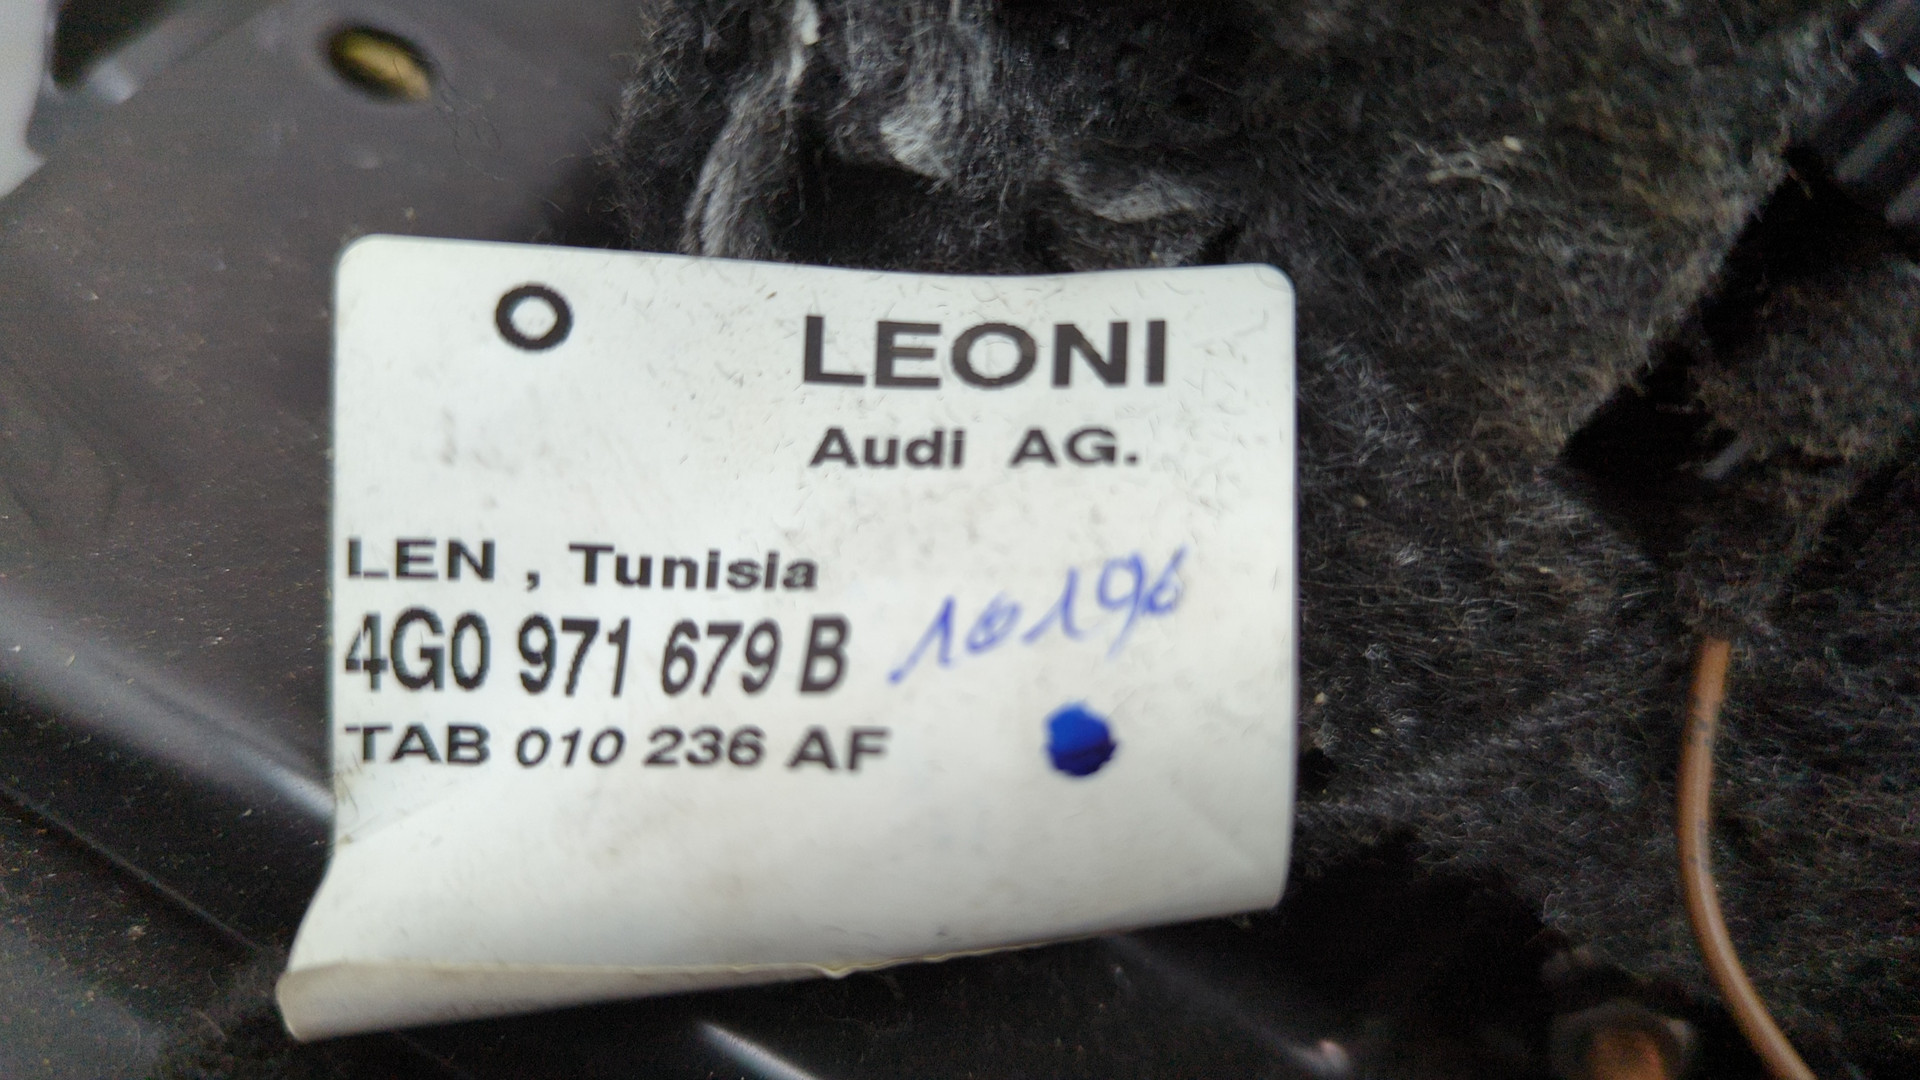 O
LEONI
Audi AG.
LEN , Tunisia
4G0 971 679 B 10196
TAB 010 236 AF